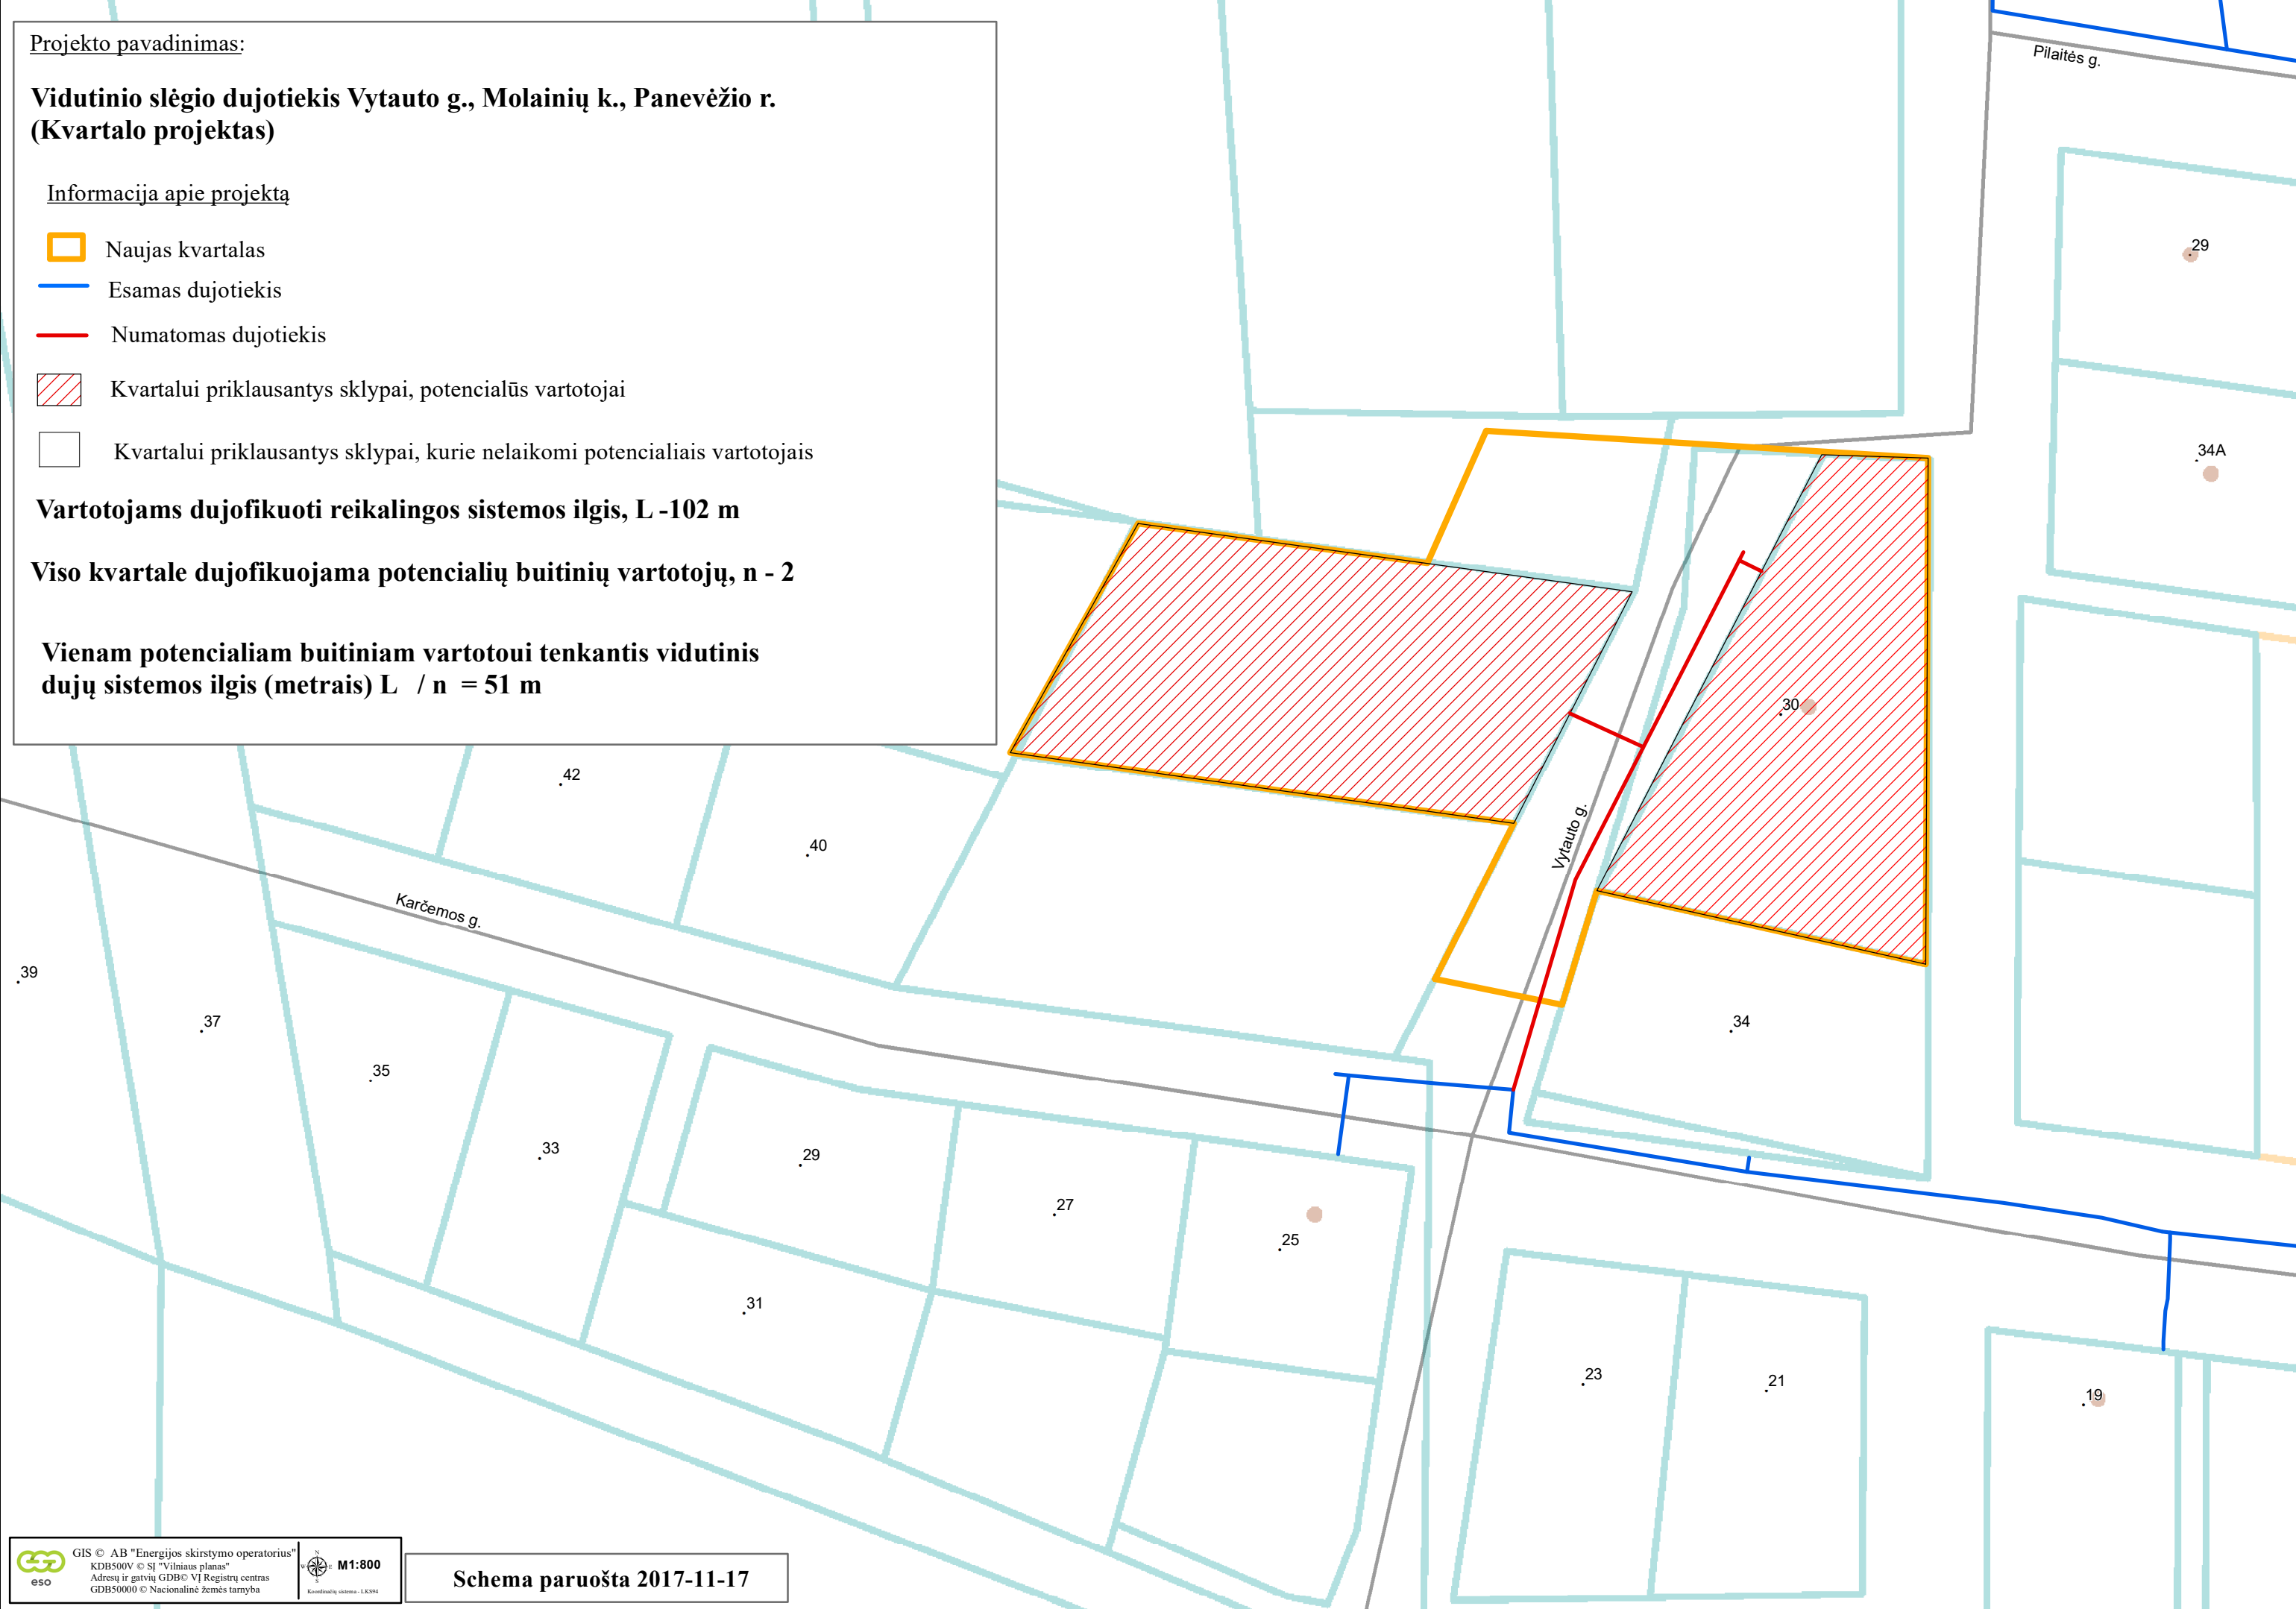 Projekto pavadinimas:
Vidutinio slėgio dujotiekis Vytauto g., Molainių k., Panevėžio r.
(Kvartalo projektas)
Informacija apie projektą
Naujas kvartalas
Esamas dujotiekis
Numatomas dujotiekis
Kvartalui priklausantys sklypai, potencialūs vartotojai
Kvartalui priklausantys sklypai, kurie nelaikomi potencialiais vartotojais
Vartotojams dujofikuoti reikalingos sistemos ilgis, L -102 m
Viso kvartale dujofikuojama potencialių buitinių vartotojų, n - 2
Vienam potencialiam buitiniam vartotoui tenkantis vidutinis
dujų sistemos ilgis (metrais) L / n = 51 m
Pilaitės g.
29
34A
30
Vytauto g.
42
40
Karčemos g.
39
37
35
33
29
27
25
31
34
23
21
19
eso
GIS © AB "Energijos skirstymo operatorius"
KDB500V © SĮ "Vilniaus planas"
Adresų ir gatvių GDB© VĮ Registrų centras
GDB50000 © Nacionalinė žemės tarnyba
N
W
E
S
M1:800
Koordinačių sistema - LKS94
Schema paruošta 2017-11-17